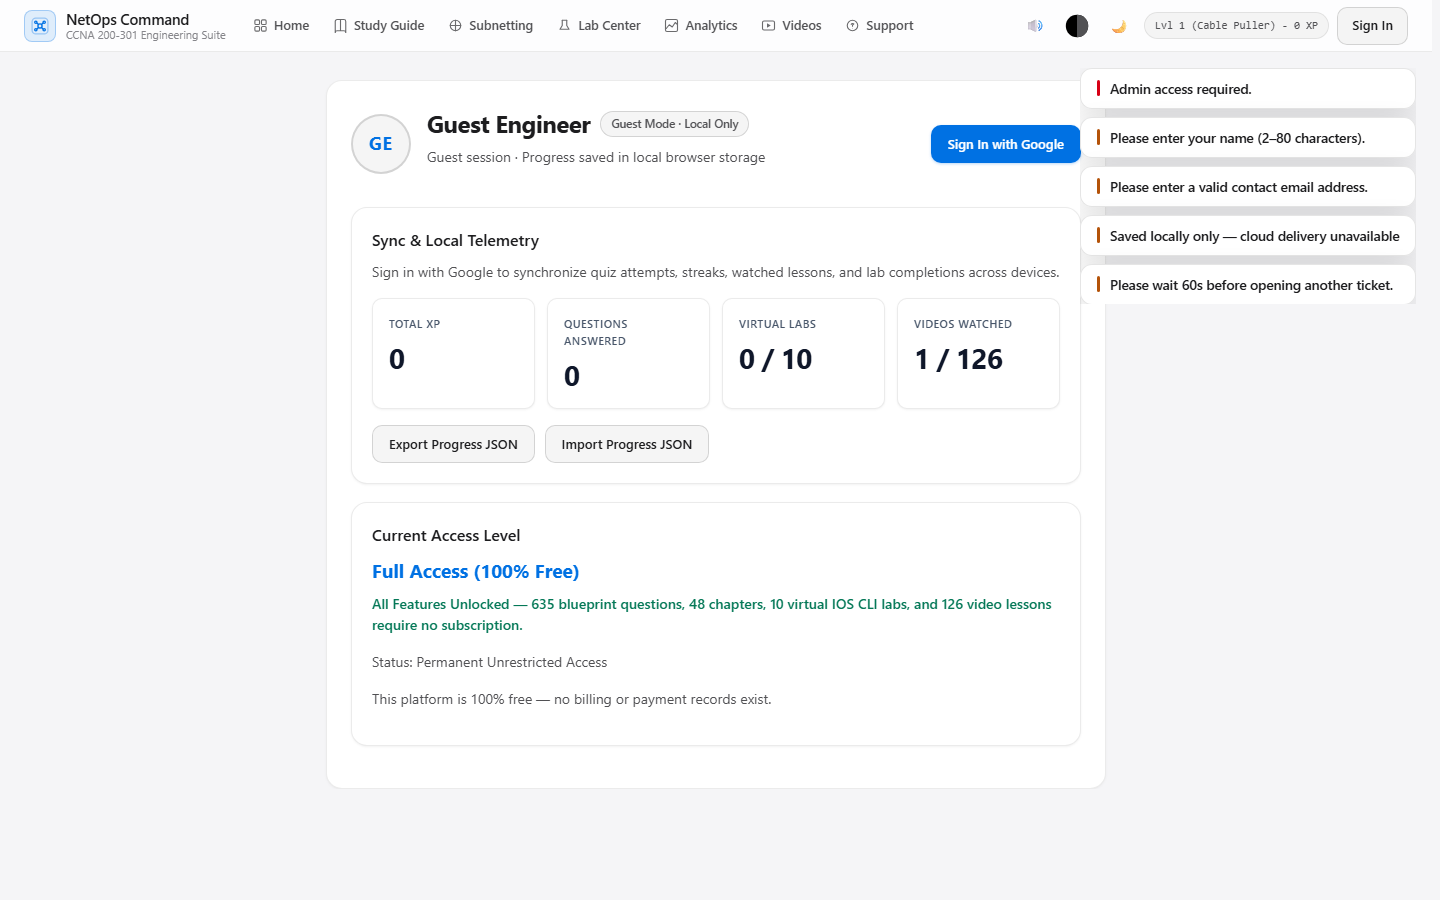 NetOps Command
CCNA 200-301 Engineering Suite
Home
Study Guide
Subnetting
Lab Center
Analytics
Videos
Support
Lvl 1 (Cable Puller) - 0 XP
Sign In
Admin access required.
Please enter your name (2–80 characters).
Please enter a valid contact email address.
Saved locally only — cloud delivery unavailable
Please wait 60s before opening another ticket.
GE
Guest Engineer
Guest Mode · Local Only
Guest session · Progress saved in local browser storage
Sign In with Google
Sync & Local Telemetry
Sign in with Google to synchronize quiz attempts, streaks, watched lessons, and lab completions across devices.
TOTAL XP
0
QUESTIONS
ANSWERED
0
VIRTUAL LABS
0 / 10
VIDEOS WATCHED
1 / 126
Export Progress JSON
Import Progress JSON
Current Access Level
Full Access (100% Free)
All Features Unlocked — 635 blueprint questions, 48 chapters, 10 virtual IOS CLI labs, and 126 video lessons
require no subscription.
Status: Permanent Unrestricted Access
This platform is 100% free — no billing or payment records exist.